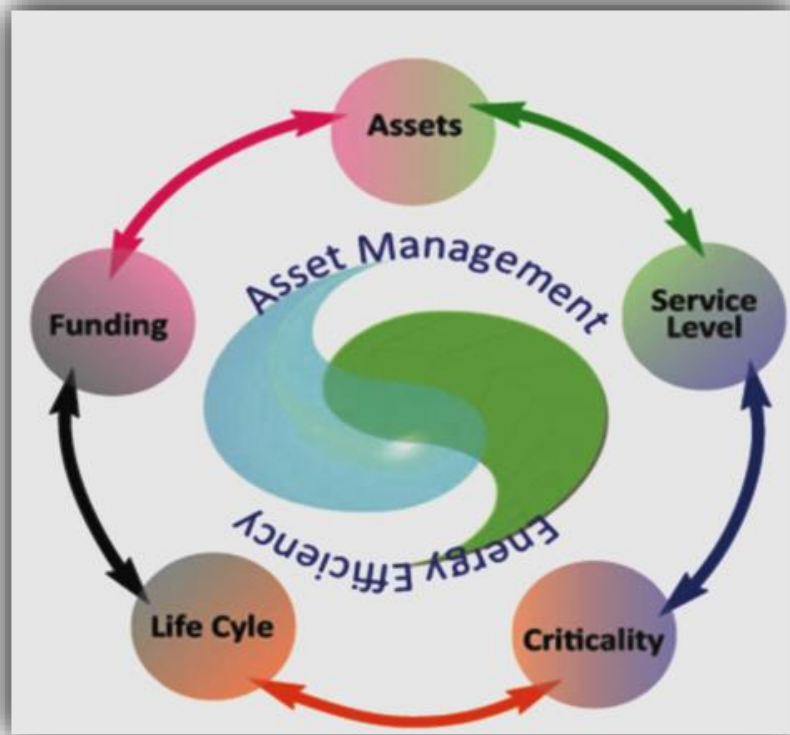 Assets
Asset Management
Funding
Service
Level
Energy Efficiency
Life Cyle
Criticality